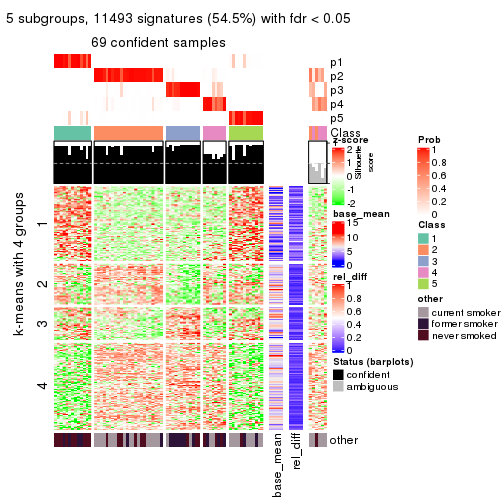 5 subgroups, 11493 signatures (54.5%) with fdr < 0.05
69 confident samples
p1
p2
p3
p4
p5
Class
Silhouette
score
k-means with 4 groups
1
2
3
4
base_mean
rel_diff
other
z-score
2
1
0
-1
-2
base_mean
15
10
5
0
rel_diff
1
0.8
0.6
0.4
0.2
0
Status (barplots)
confident
ambiguous
Prob
1
0.8
0.6
0.4
0.2
0
Class
1
2
3
4
5
other
current smoker
former smoker
never smoked